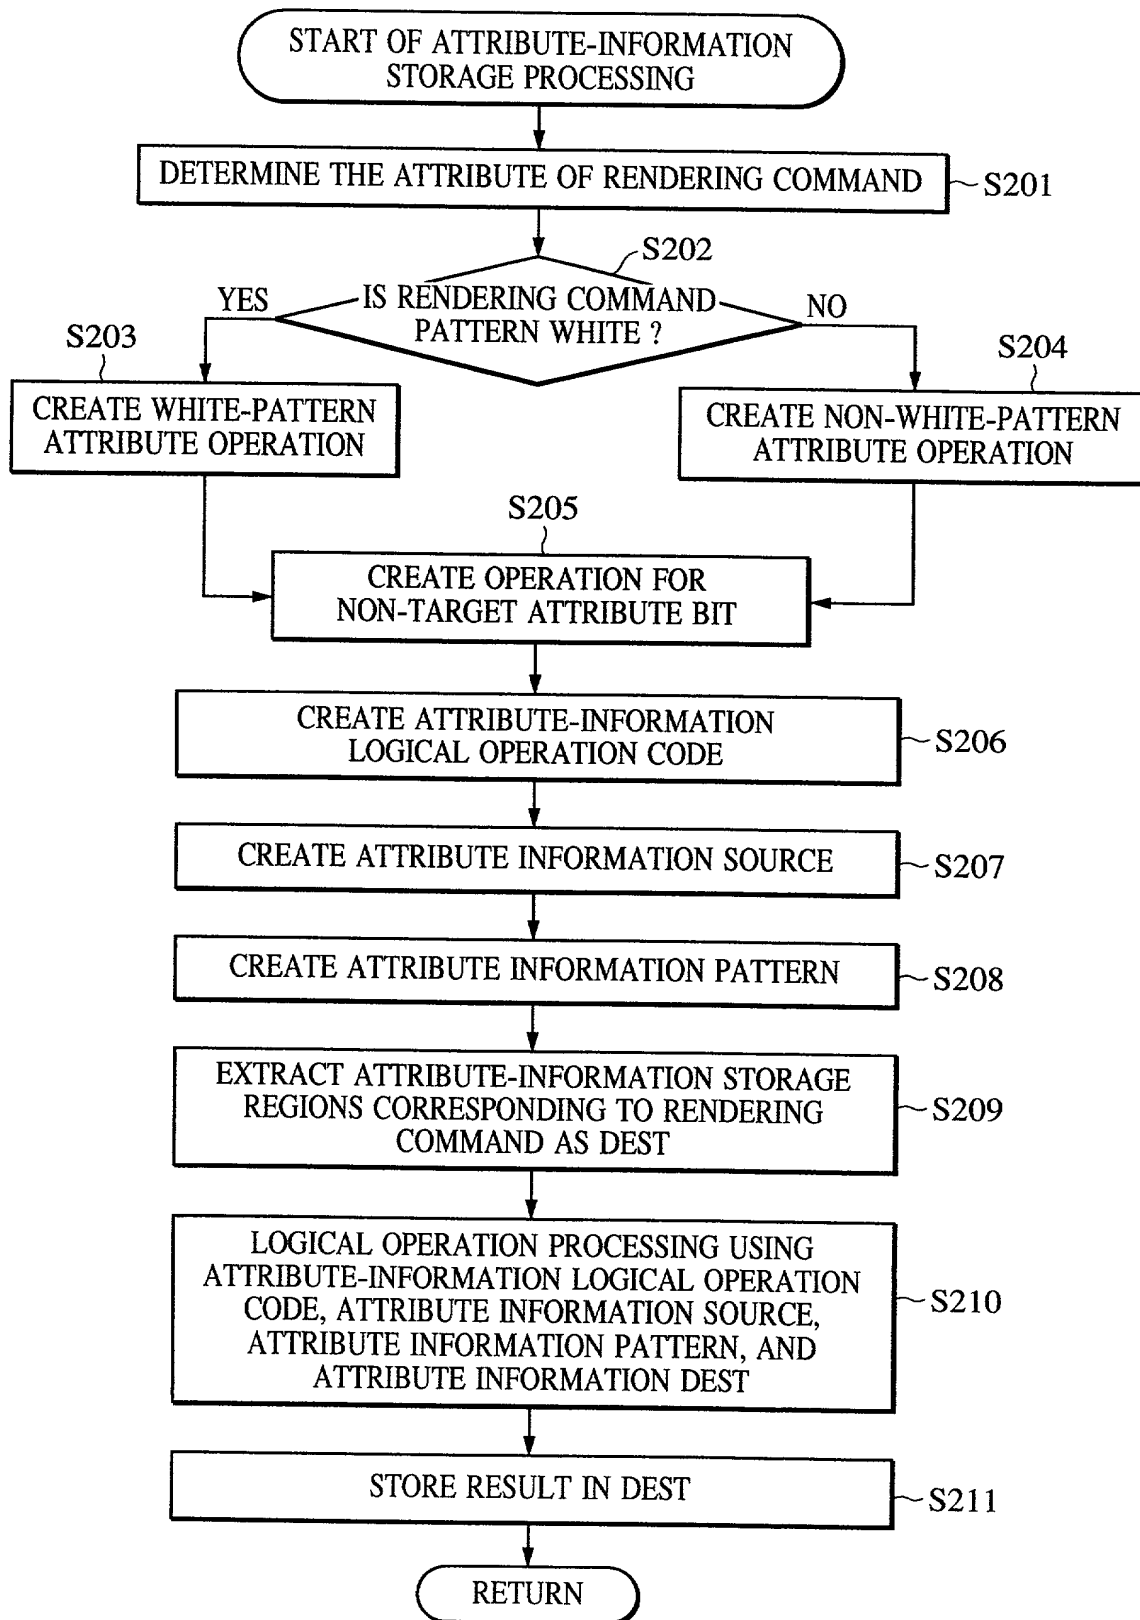 START OF ATTRIBUTE-INFORMATION
STORAGE PROCESSING
DETERMINE THE ATTRIBUTE OF RENDERING COMMAND
S201
S202
YES
IS RENDERING COMMAND
PATTERN WHITE ?
NO
S203
S204
CREATE WHITE-PATTERN
ATTRIBUTE OPERATION
CREATE NON-WHITE-PATTERN
ATTRIBUTE OPERATION
S205
CREATE OPERATION FOR
NON-TARGET ATTRIBUTE BIT
CREATE ATTRIBUTE-INFORMATION
LOGICAL OPERATION CODE
S206
CREATE ATTRIBUTE INFORMATION SOURCE
S207
CREATE ATTRIBUTE INFORMATION PATTERN
S208
EXTRACT ATTRIBUTE-INFORMATION STORAGE
REGIONS CORRESPONDING TO RENDERING
COMMAND AS DEST
S209
LOGICAL OPERATION PROCESSING USING
ATTRIBUTE-INFORMATION LOGICAL OPERATION
CODE, ATTRIBUTE INFORMATION SOURCE,
ATTRIBUTE INFORMATION PATTERN, AND
ATTRIBUTE INFORMATION DEST
S210
STORE RESULT IN DEST
S211
RETURN